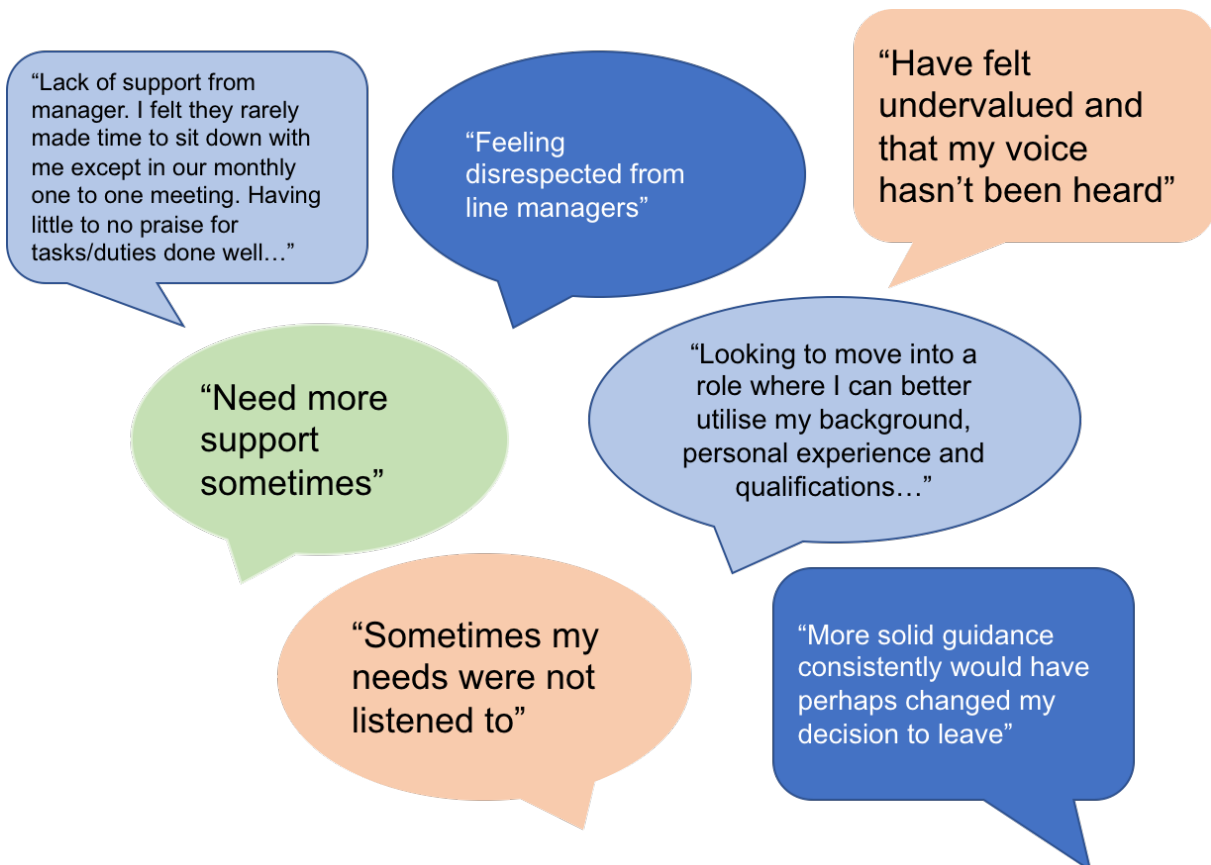 “Lack of support from
manager. I felt they rarely
made time to sit down with
me except in our monthly
one to one meeting. Having
little to no praise for
tasks/duties done well…”
“Feeling
disrespected from
line managers”
“Have felt
undervalued and
that my voice
hasn’t been heard”
“Need more
support
sometimes”
“Looking to move into a
role where I can better
utilise my background,
personal experience and
qualifications…”
“Sometimes my
needs were not
listened to”
“More solid guidance
consistently would have
perhaps changed my
decision to leave”